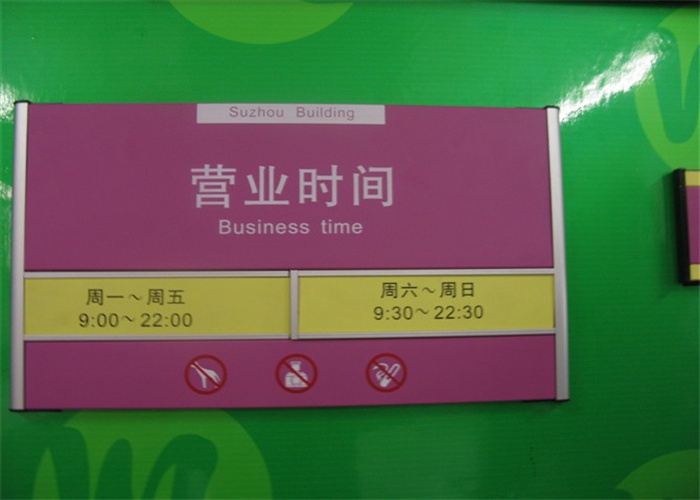 Suzhou Building
营业时间
Business time
周一～周五
9:00～22:00
周六～周日
9:30～22:30